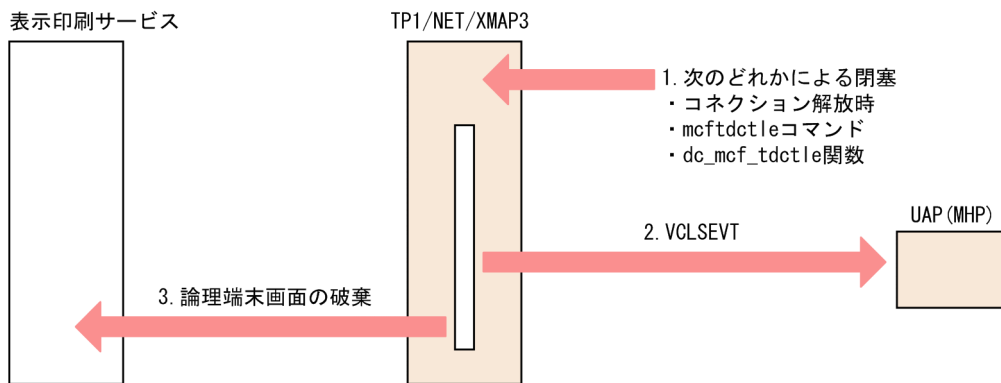 表示印刷サービス
TP1/NET/XMAP3
1. 次のどれかによる閉塞
・コネクション解放時
・mcftdctleコマンド
・dc_mcf_tdctle関数
UAP(MHP)
2. VCLSEVT
3. 論理端末画面の破棄